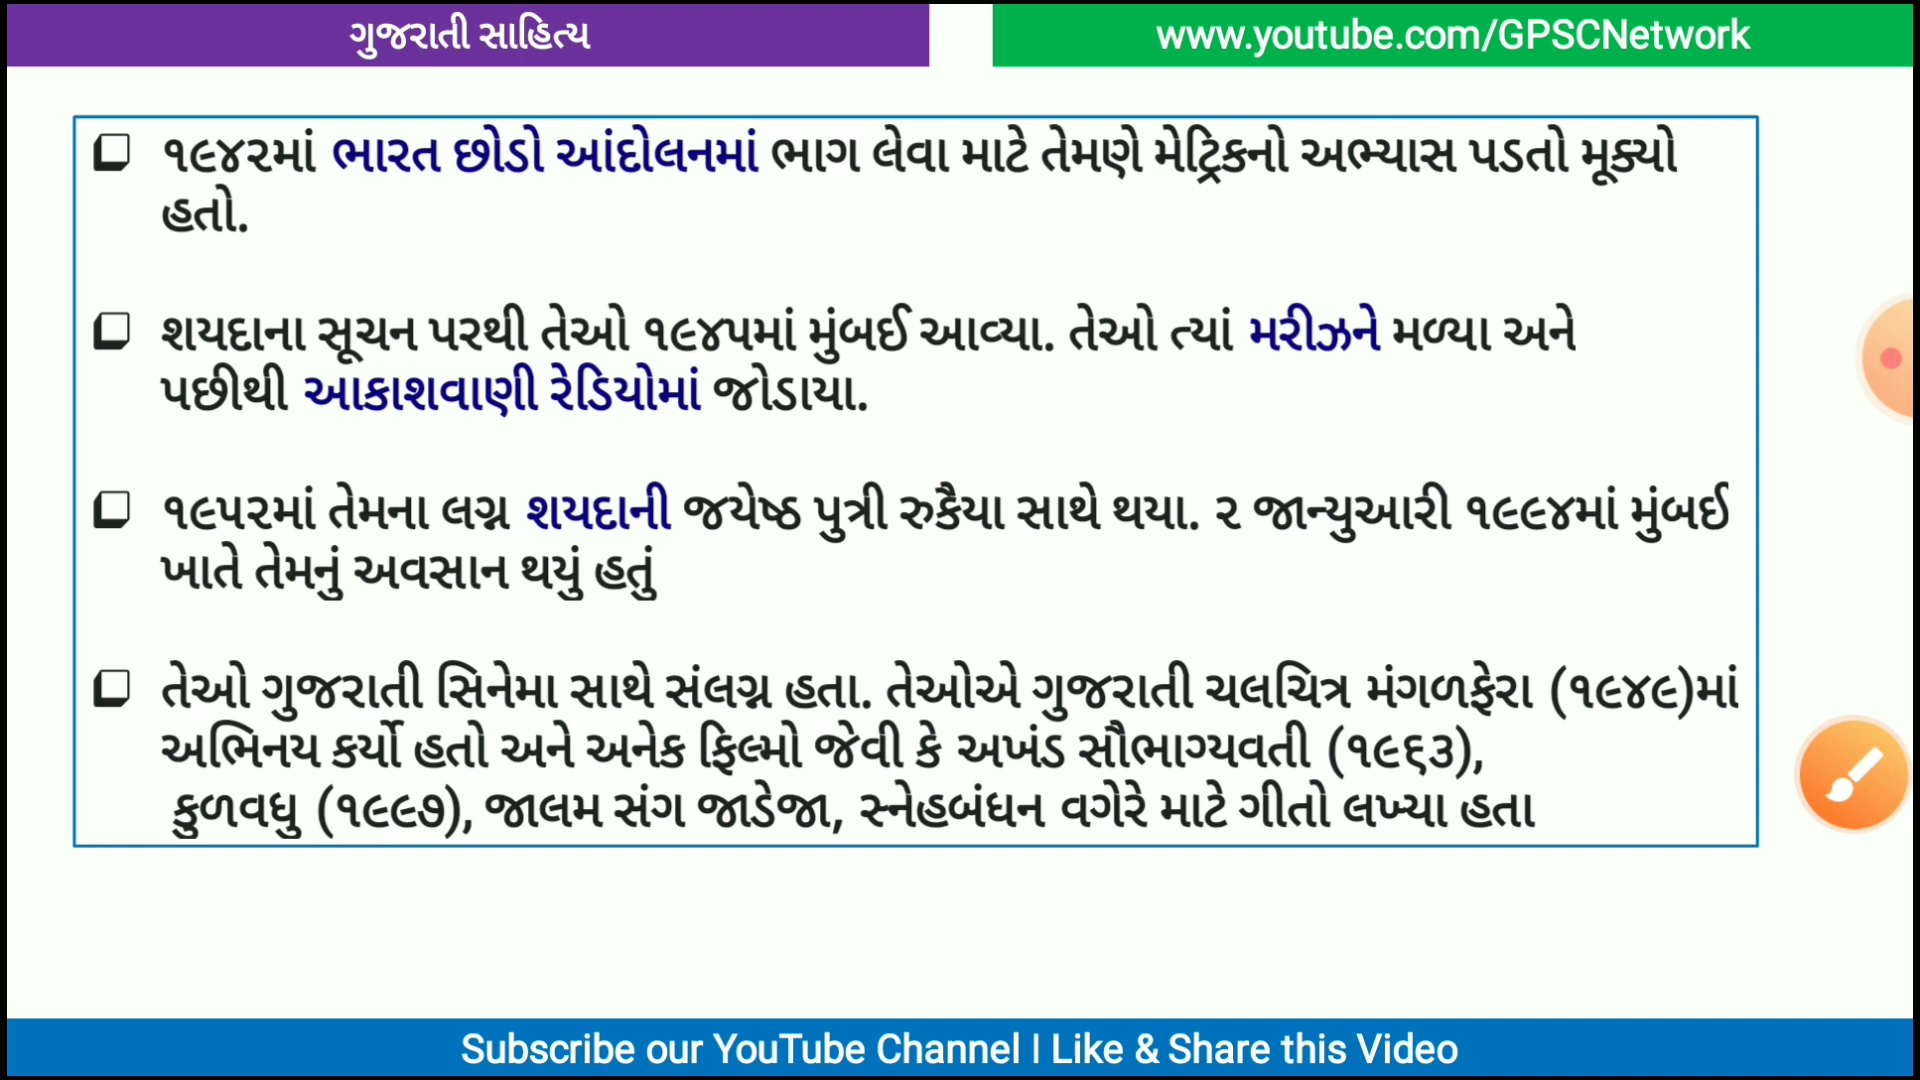 ગુજરાતી સાહિત્ય
www.youtube.com/GPSCNetwork
૧૯૪૨માં ભારત છોડો આંદોલનમાં ભાગ લેવા માટે તેમણે મેટ્રિકનો અભ્યાસ પડતો મૂક્યો
હતો.
શયદાના સૂચન પરથી તેઓ ૧૯૪૫માં મુંબઈ આવ્યા. તેઓ ત્યાં મરીઝને મળ્યા અને
પછીથી આકાશવાણી રેડિયોમાં જોડાયા.
૧૯૫૨માં તેમના લગ્ન શયદાની જયેષ્ઠ પુત્રી રુકૈયા સાથે થયા. ૨ જાન્યુઆરી ૧૯૯૪માં મુંબઈ
ખાતે તેમનું અવસાન થયું હતું
તેઓ ગુજરાતી સિનેમા સાથે સંલગ્ન હતા. તેઓએ ગુજરાતી ચલચિત્ર મંગળફેરા (૧૯૪૯)માં
અભિનય કર્યો હતો અને અનેક ફિલ્મો જેવી કે અખંડ સૌભાગ્યવતી (૧૯૬૩),
કુળવધુ (૧૯૯૭), જાલમ સંગ જાડેજા, સ્નેહબંધન વગેરે માટે ગીતો લખ્યા હતા
Subscribe our YouTube Channel | Like & Share this Video